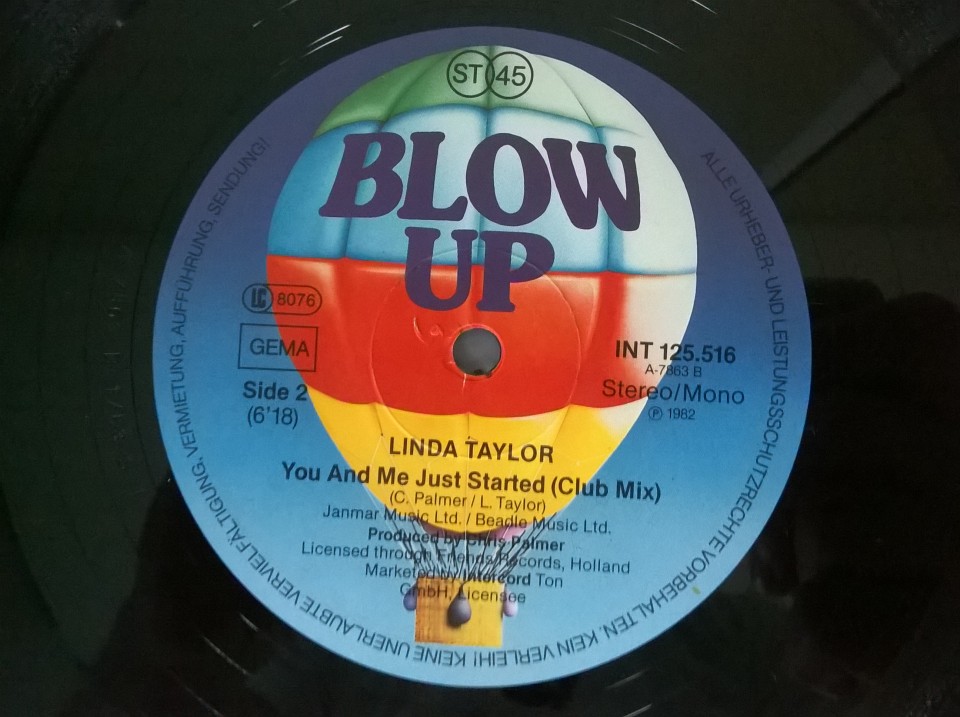 ST 45
BLOW
UP
LC 8076
GEMA
Side 2
(6'18)
INT 125.516
A-7863 B
Stereo/Mono
℗ 1982
LINDA TAYLOR
You And Me Just Started (Club Mix)
(C. Palmer / L. Taylor)
Janmar Music Ltd. / Beadle Music Ltd.
Produced by Chris Palmer
Licensed through Friends Records, Holland
Marketed by Intercord Ton
GmbH, Licensee
ALLE URHEBER- UND LEISTUNGSSCHUTZRECHTE VORBEHALTEN. KEIN VERLEIH! KEINE UNERLAUBTE VERVIELFÄLTIGUNG, VERMIETUNG, AUFFÜHRUNG, SENDUNG!